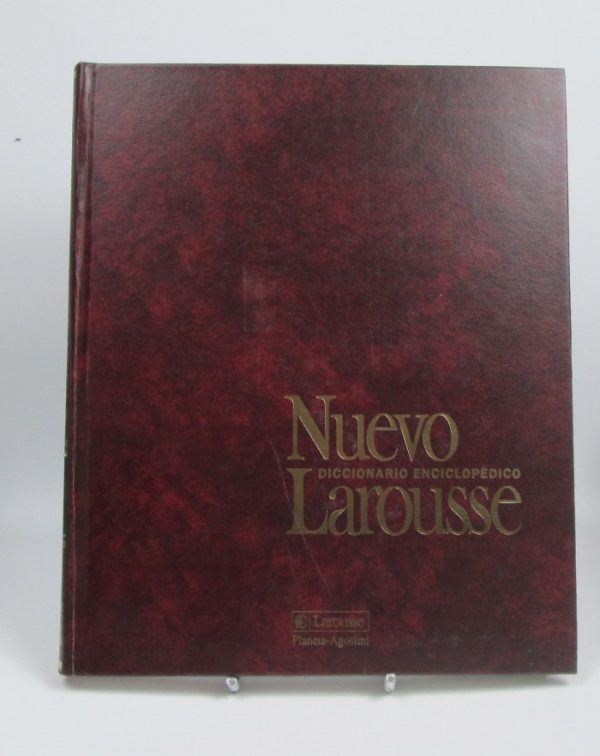 Nuevo
DICCIONARIO ENCICLOPÉDICO
Larousse
Larousse
Planeta-Agostini